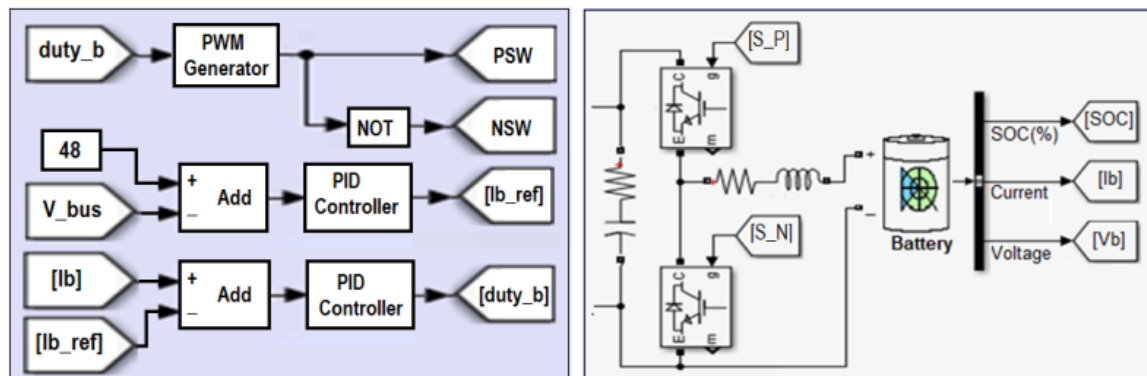 duty_b
PWM
Generator
PSW
NOT
NSW
48
V_bus
+
−
Add
PID
Controller
[Ib_ref]
[Ib]
[Ib_ref]
+
−
Add
PID
Controller
[duty_b]
[S_P]
C
g
E
m
[S_N]
C
g
E
m
+
−
Battery
SOC(%)
[SOC]
Current
[Ib]
Voltage
[Vb]